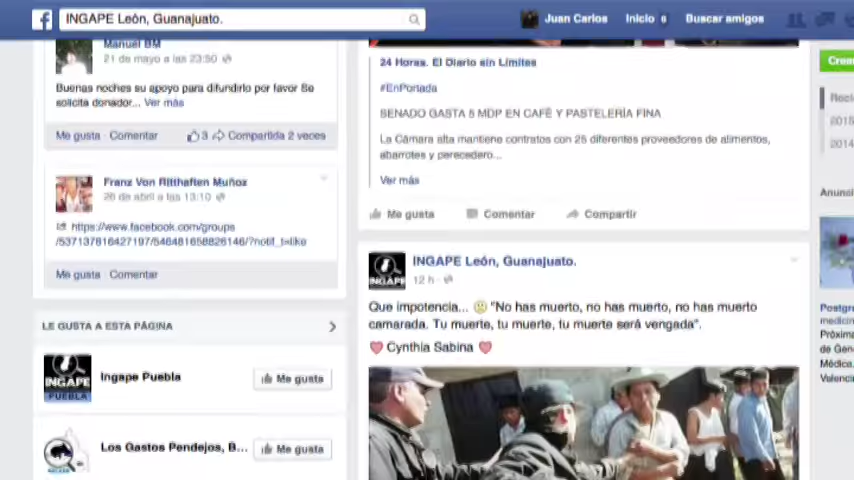 INGAPE León, Guanajuato.
Juan Carlos
Inicio 6
Buscar amigos
Manuel BM
21 de mayo a las 23:50
Buenas noches su apoyo para difundirlo por favor Se
solicita donador... Ver más
Me gusta · Comentar
3
Compartida 2 veces
Franz Von Ritthaften Muñoz
26 de abril a las 13:10
https://www.facebook.com/groups
/537137816427197/546481658826146/?notif_t=like
Me gusta · Comentar
LE GUSTA A ESTA PÁGINA
INGAPE
PUEBLA
Ingape Puebla
Me gusta
Los Gastos Pendejos, B...
Me gusta
24 Horas. El Diario sin Límites
#EnPortada
SENADO GASTA 5 MDP EN CAFÉ Y PASTELERÍA FINA
La Cámara alta mantiene contratos con 25 diferentes proveedores de alimentos,
abarrotes y perecedero...
Ver más
Me gusta
Comentar
Compartir
INGAPE
INGAPE León, Guanajuato.
12 h ·
Que impotencia... "No has muerto, no has muerto, no has muerto
camarada. Tu muerte, tu muerte, tu muerte será vengada".
Cynthia Sabina
Crear
Reci
2015
2014
Anunci
Postgr
medicin
Próxima
de Gen
Médica.
Valencia